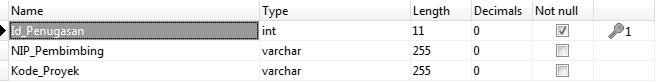 Name Type Length Decimals Not null
Id_Penugasan int 11 0 1
NIP_Pembimbing varchar 255 0
Kode_Proyek varchar 255 0